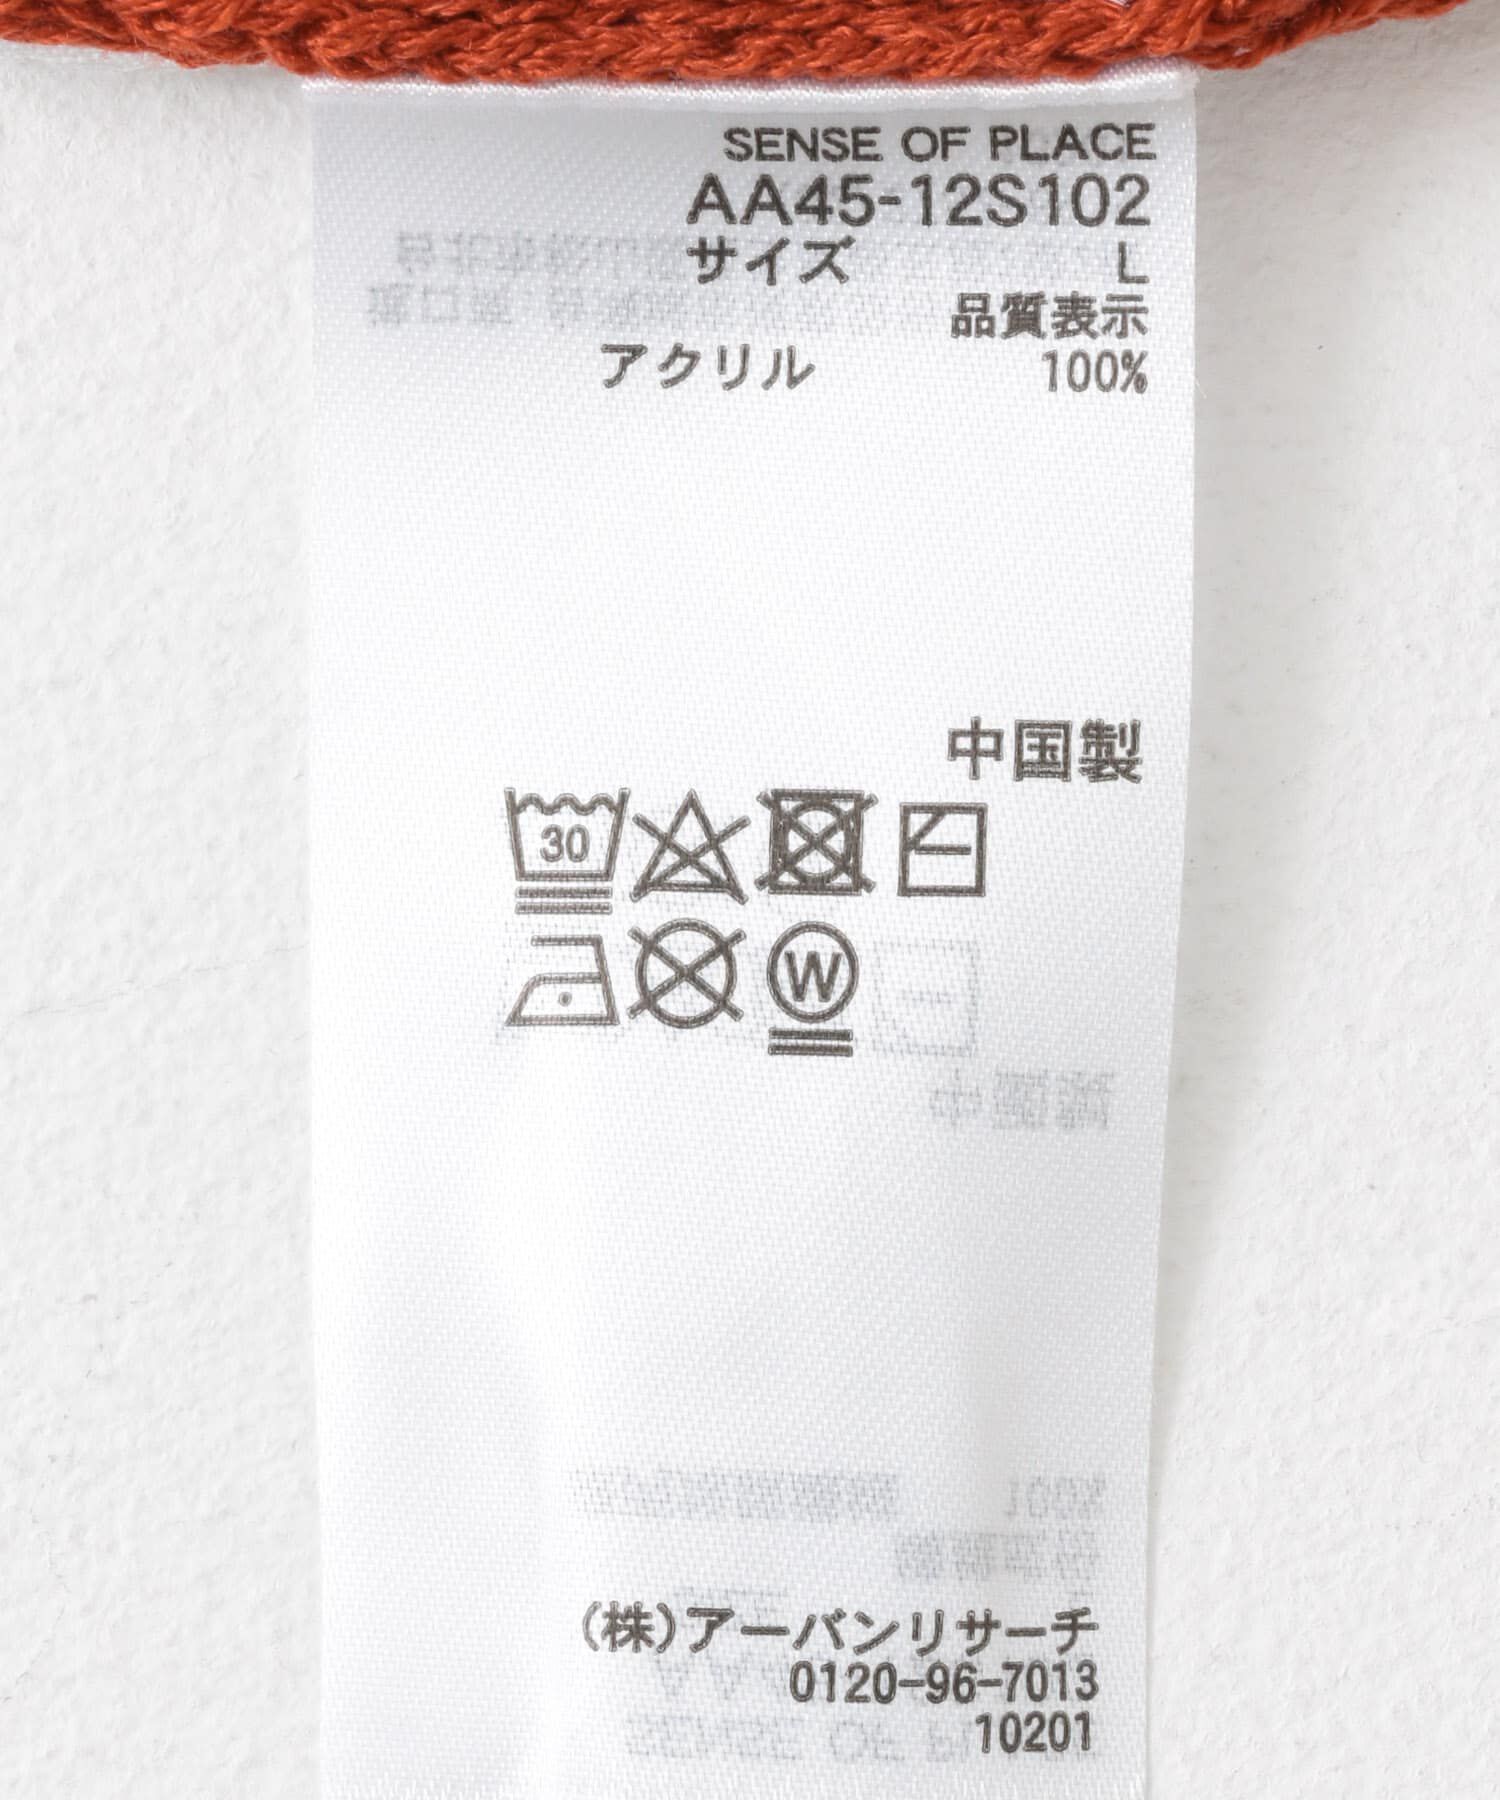 SENSE OF PLACE
AA45-12S102
サイズ L
品質表示
アクリル 100%
中国製
30
W
(株)アーバンリサーチ
0120-96-7013
10201